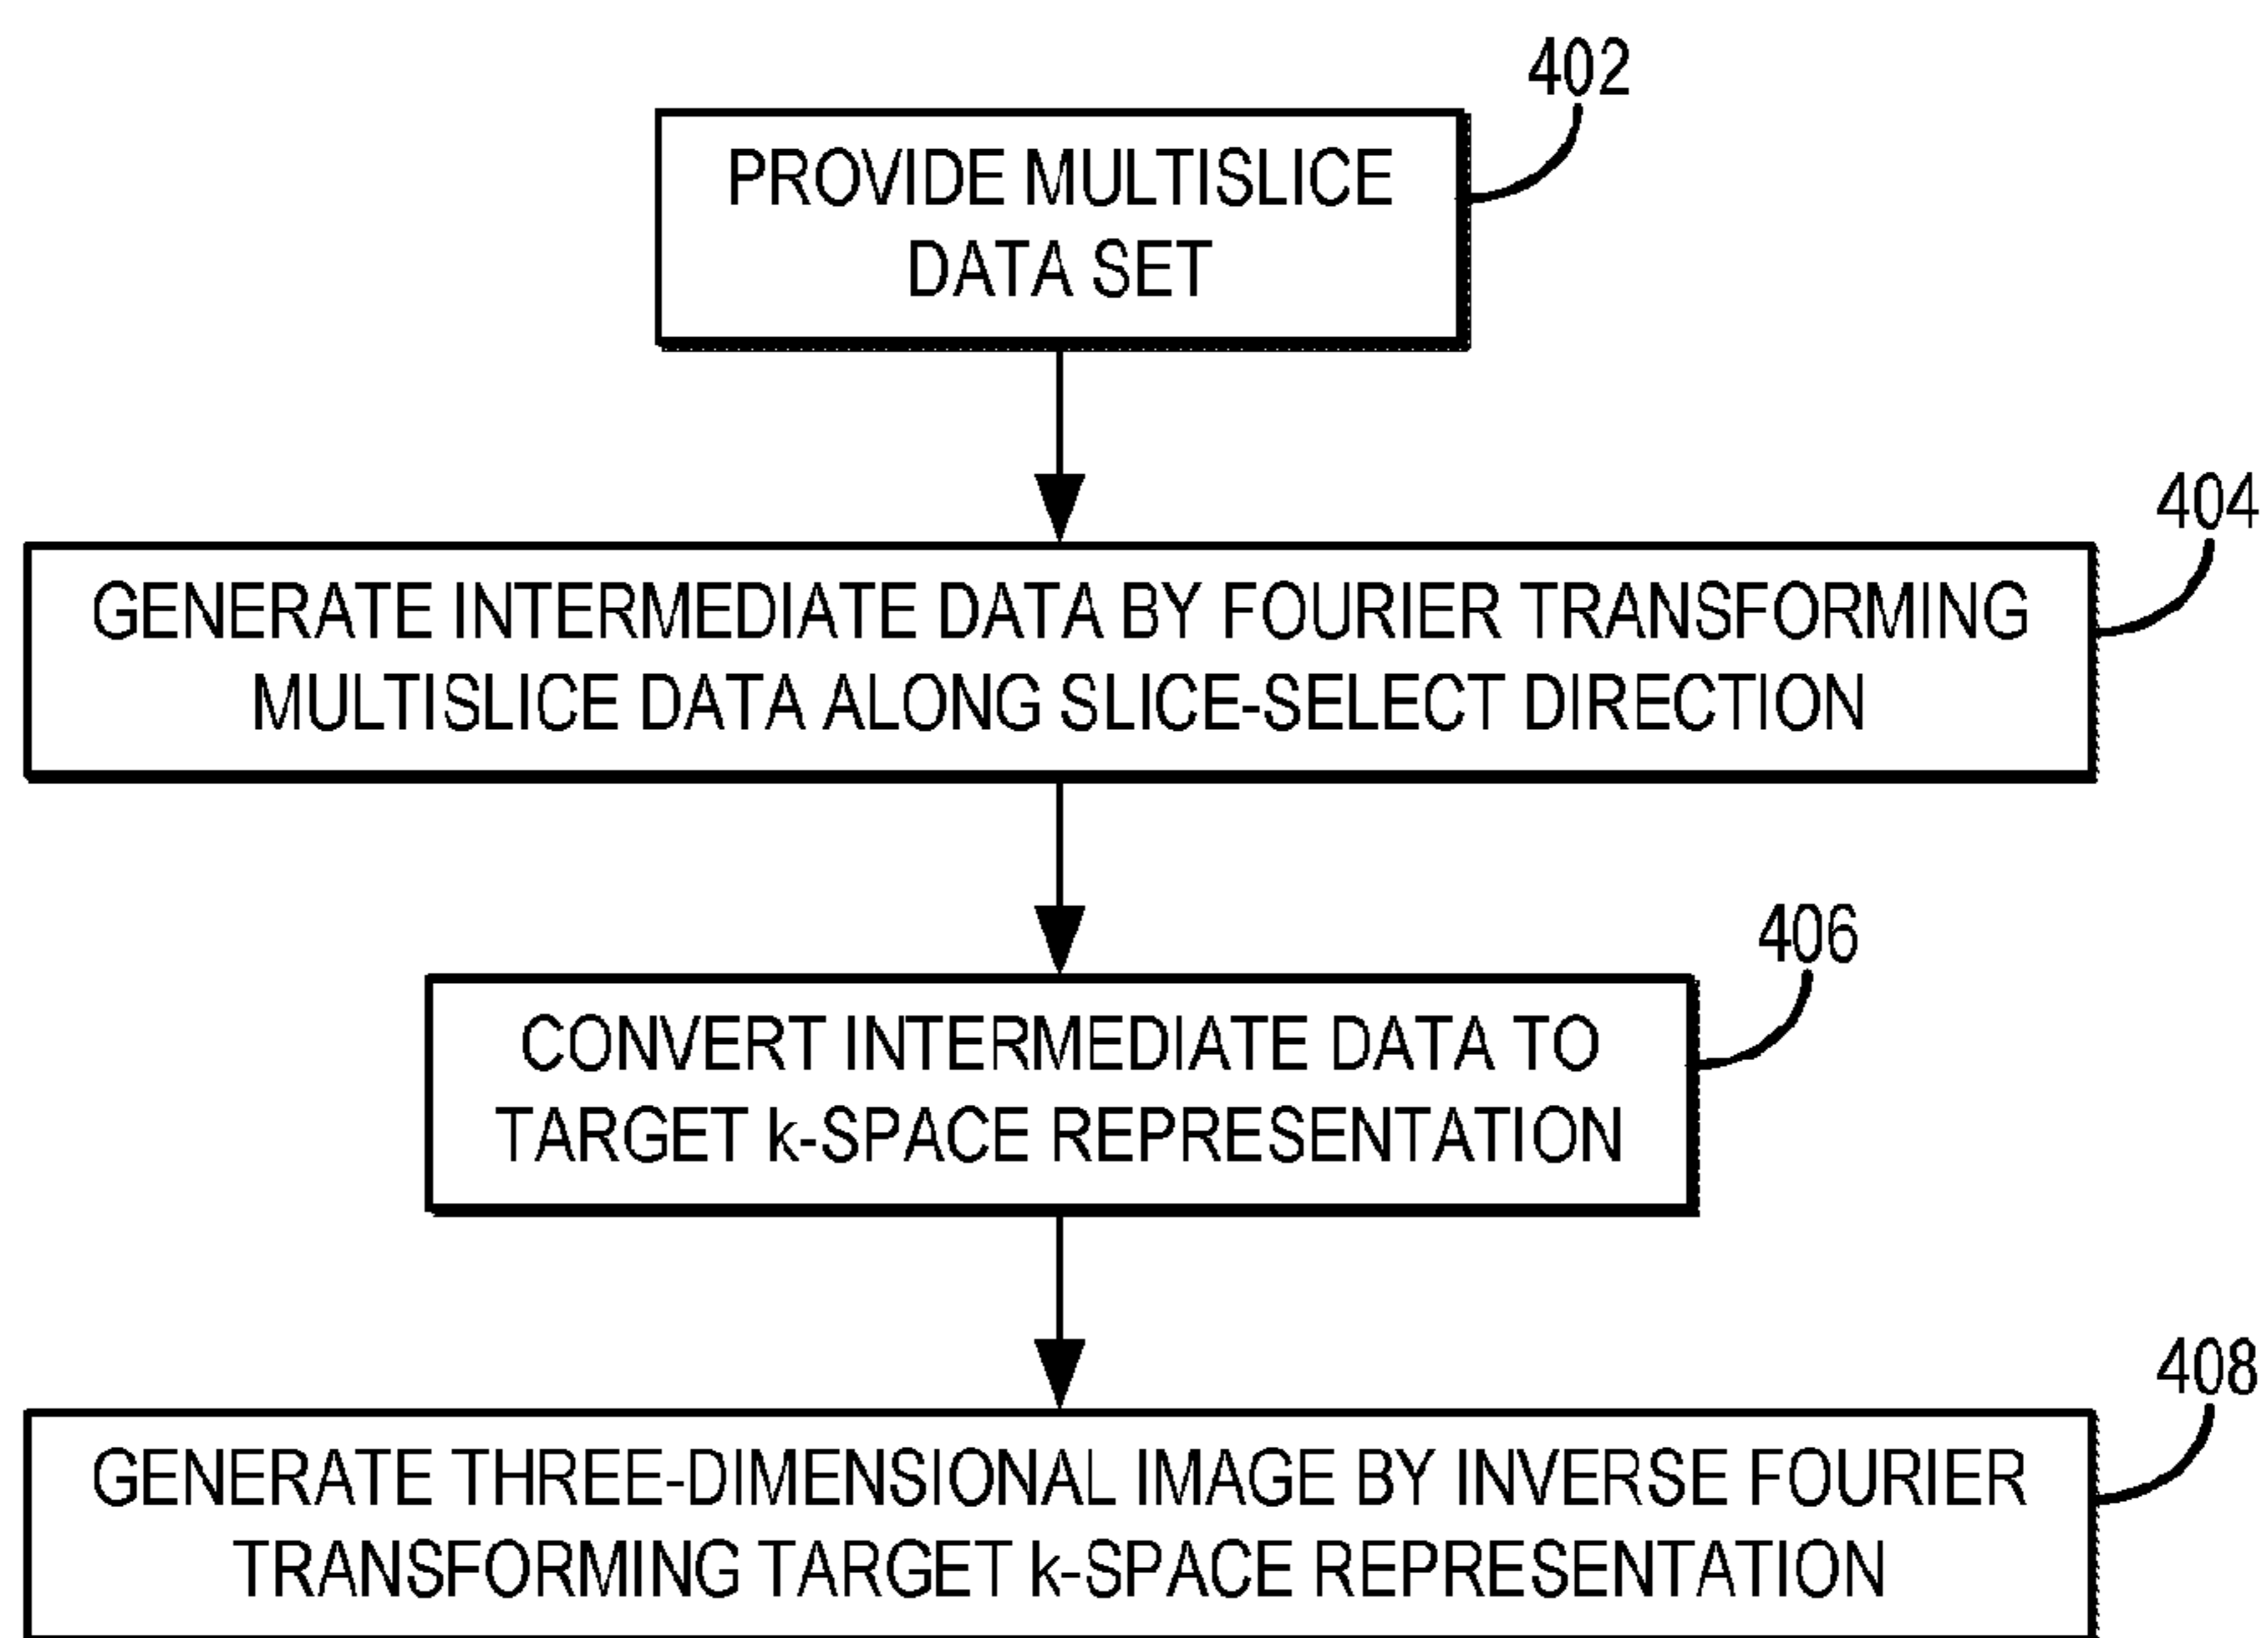 402
PROVIDE MULTISLICE
DATA SET
404
GENERATE INTERMEDIATE DATA BY FOURIER TRANSFORMING
MULTISLICE DATA ALONG SLICE-SELECT DIRECTION
406
CONVERT INTERMEDIATE DATA TO
TARGET k-SPACE REPRESENTATION
408
GENERATE THREE-DIMENSIONAL IMAGE BY INVERSE FOURIER
TRANSFORMING TARGET k-SPACE REPRESENTATION